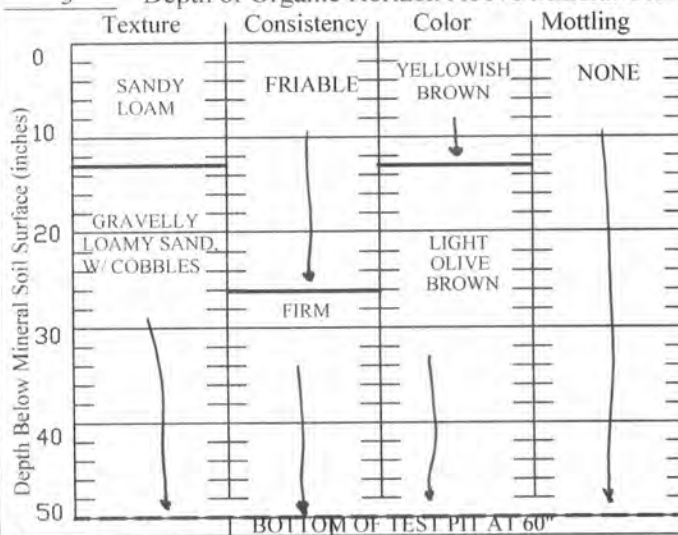 Depth of Organic Horizon Above Mineral Soil
Texture Consistency Color Mottling
Depth Below Mineral Soil Surface (inches)
0
10
20
30
40
50
SANDY
LOAM
GRAVELLY
LOAMY SAND,
W/ COBBLES
FRIABLE
FIRM
YELLOWISH
BROWN
LIGHT
OLIVE
BROWN
NONE
BOTTOM OF TEST PIT AT 60"